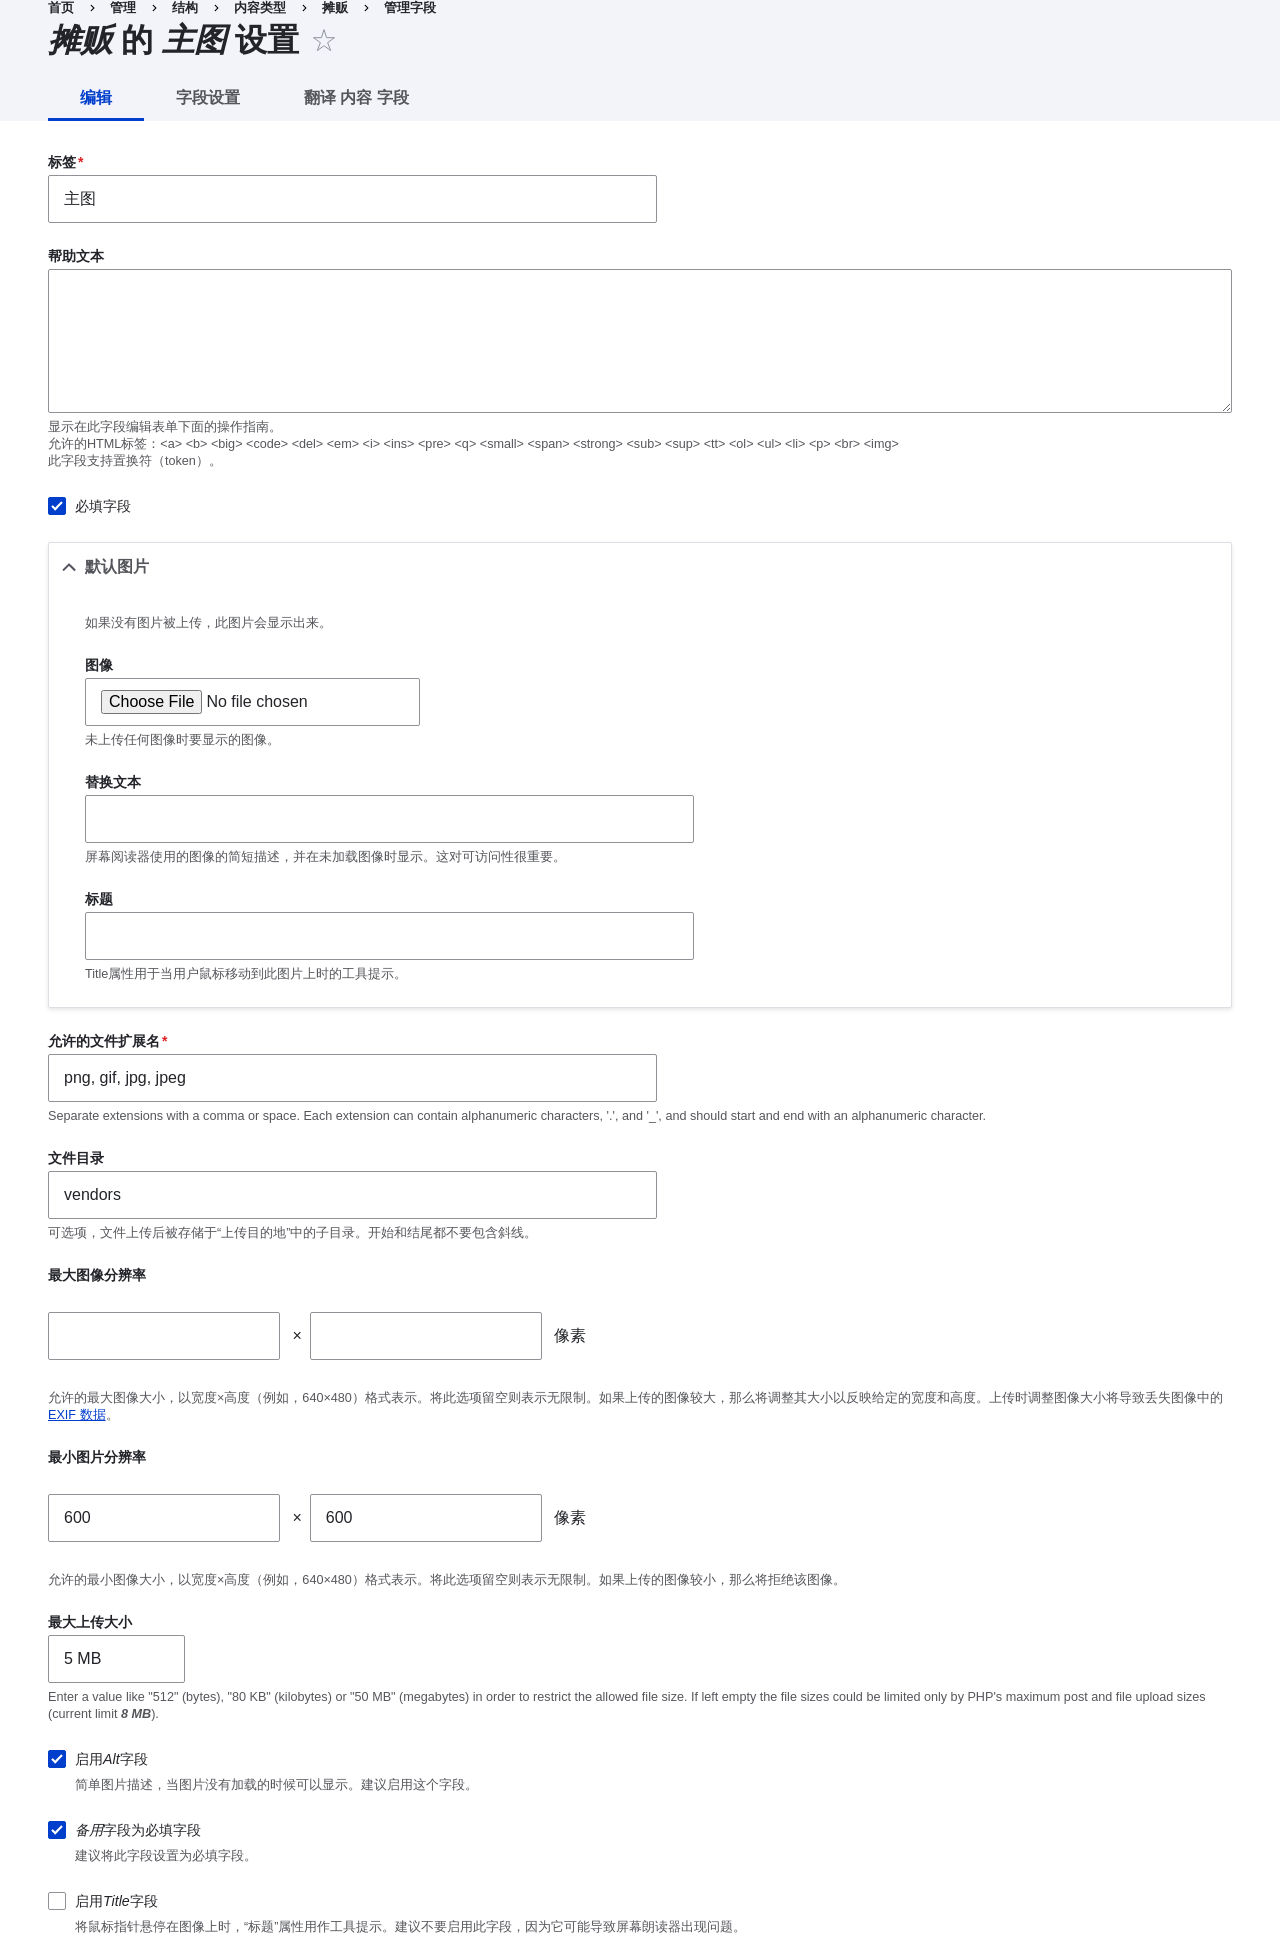 首页 › 管理 › 结构 › 内容类型 › 摊贩 › 管理字段
摊贩 的 主图 设置 ☆
编辑 字段设置 翻译 内容 字段
标签*
主图
帮助文本
显示在此字段编辑表单下面的操作指南。
允许的HTML标签：<a> <b> <big> <code> <del> <em> <i> <ins> <pre> <q> <small> <span> <strong> <sub> <sup> <tt> <ol> <ul> <li> <p> <br> <img>
此字段支持置换符（token）。
必填字段
默认图片
如果没有图片被上传，此图片会显示出来。
图像
Choose File No file chosen
未上传任何图像时要显示的图像。
替换文本
屏幕阅读器使用的图像的简短描述，并在未加载图像时显示。这对可访问性很重要。
标题
Title属性用于当用户鼠标移动到此图片上时的工具提示。
允许的文件扩展名*
png, gif, jpg, jpeg
Separate extensions with a comma or space. Each extension can contain alphanumeric characters, '.', and '_', and should start and end with an alphanumeric character.
文件目录
vendors
可选项，文件上传后被存储于“上传目的地”中的子目录。开始和结尾都不要包含斜线。
最大图像分辨率
× 像素
允许的最大图像大小，以宽度×高度（例如，640×480）格式表示。将此选项留空则表示无限制。如果上传的图像较大，那么将调整其大小以反映给定的宽度和高度。上传时调整图像大小将导致丢失图像中的
EXIF 数据。
最小图片分辨率
600 × 600 像素
允许的最小图像大小，以宽度×高度（例如，640×480）格式表示。将此选项留空则表示无限制。如果上传的图像较小，那么将拒绝该图像。
最大上传大小
5 MB
Enter a value like "512" (bytes), "80 KB" (kilobytes) or "50 MB" (megabytes) in order to restrict the allowed file size. If left empty the file sizes could be limited only by PHP's maximum post and file upload sizes
(current limit 8 MB).
启用Alt字段
简单图片描述，当图片没有加载的时候可以显示。建议启用这个字段。
备用字段为必填字段
建议将此字段设置为必填字段。
启用Title字段
将鼠标指针悬停在图像上时，“标题”属性用作工具提示。建议不要启用此字段，因为它可能导致屏幕朗读器出现问题。